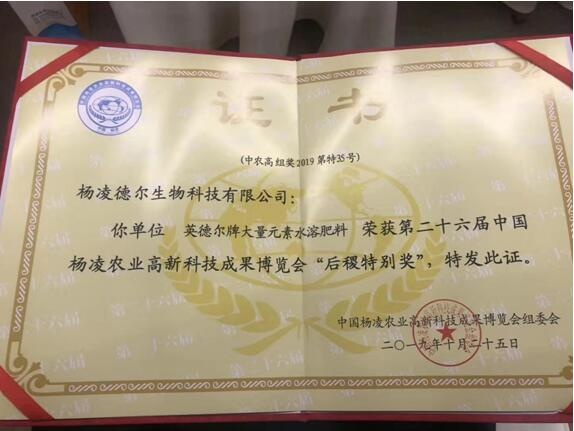 证书
(中农高组奖2019第特35号)
杨凌德尔生物科技有限公司：
你单位 英德尔牌大量元素水溶肥料 荣获第二十六届中国
杨凌农业高新科技成果博览会“后稷特别奖”，特发此证。
中国杨凌农业高新科技成果博览会组委会
二〇一九年十月二十五日